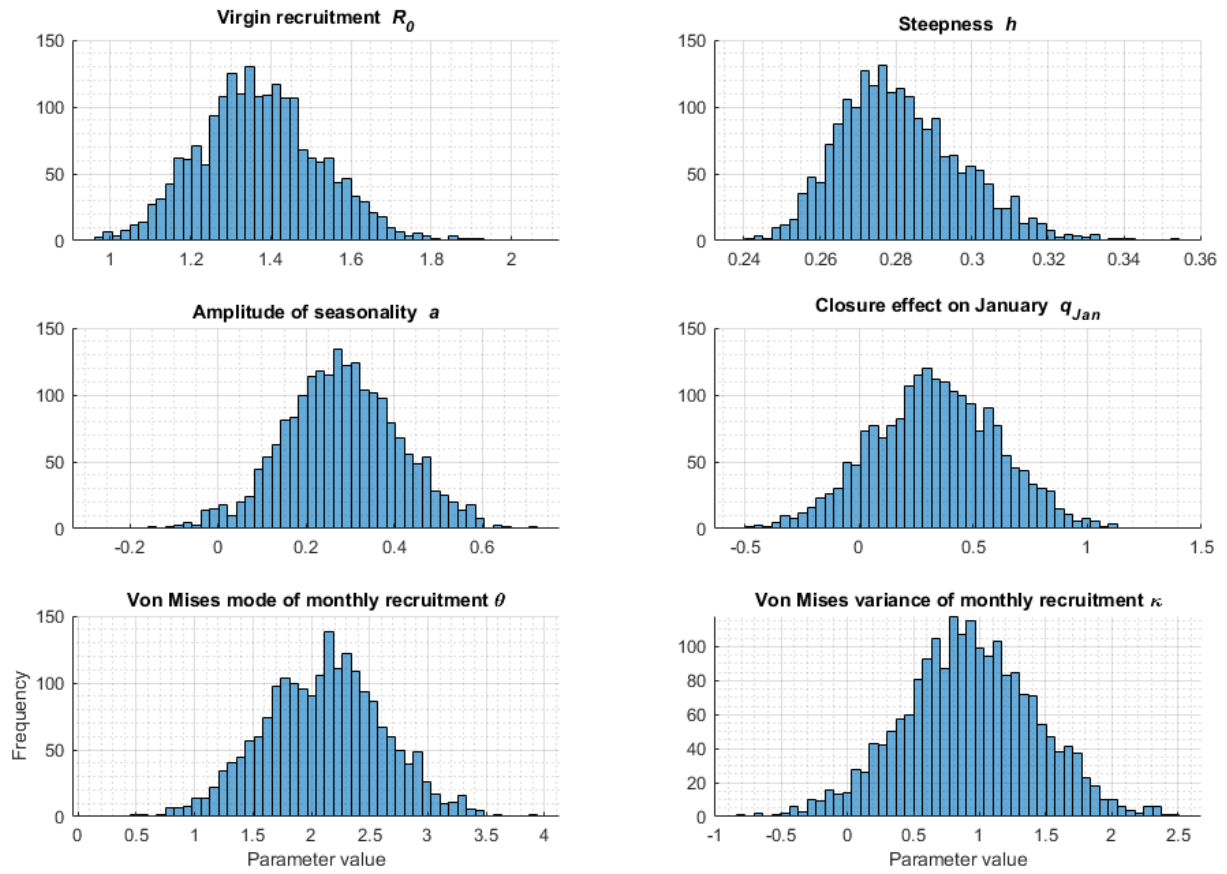 Virgin recruitment R0
150
100
50
0
1 1.2 1.4 1.6 1.8 2
Steepness h
150
100
50
0
0.24 0.26 0.28 0.3 0.32 0.34 0.36
Amplitude of seasonality a
150
100
50
0
-0.2 0 0.2 0.4 0.6
Closure effect on January qJan
150
100
50
0
-0.5 0 0.5 1 1.5
Von Mises mode of monthly recruitment θ
Frequency
150
100
50
0
0 0.5 1 1.5 2 2.5 3 3.5 4
Parameter value
Von Mises variance of monthly recruitment κ
100
80
60
40
20
0
-1 -0.5 0 0.5 1 1.5 2 2.5
Parameter value